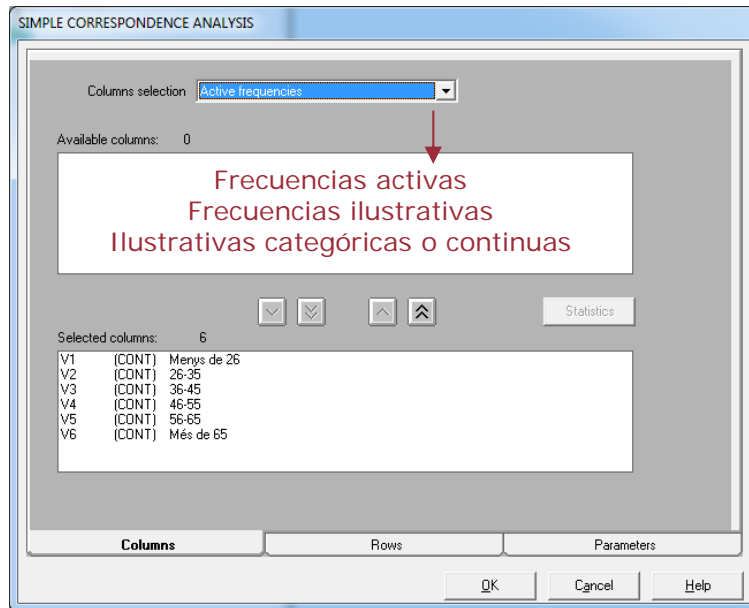 SIMPLE CORRESPONDENCE ANALYSIS
Columns selection Active frequencies
Available columns: 0
Frecuencias activas
Frecuencias ilustrativas
Ilustrativas categóricas o continuas
Statistics
Selected columns: 6
V1 (CONT) Menys de 26
V2 (CONT) 26-35
V3 (CONT) 36-45
V4 (CONT) 46-55
V5 (CONT) 56-65
V6 (CONT) Més de 65
Columns Rows Parameters
OK Cancel Help